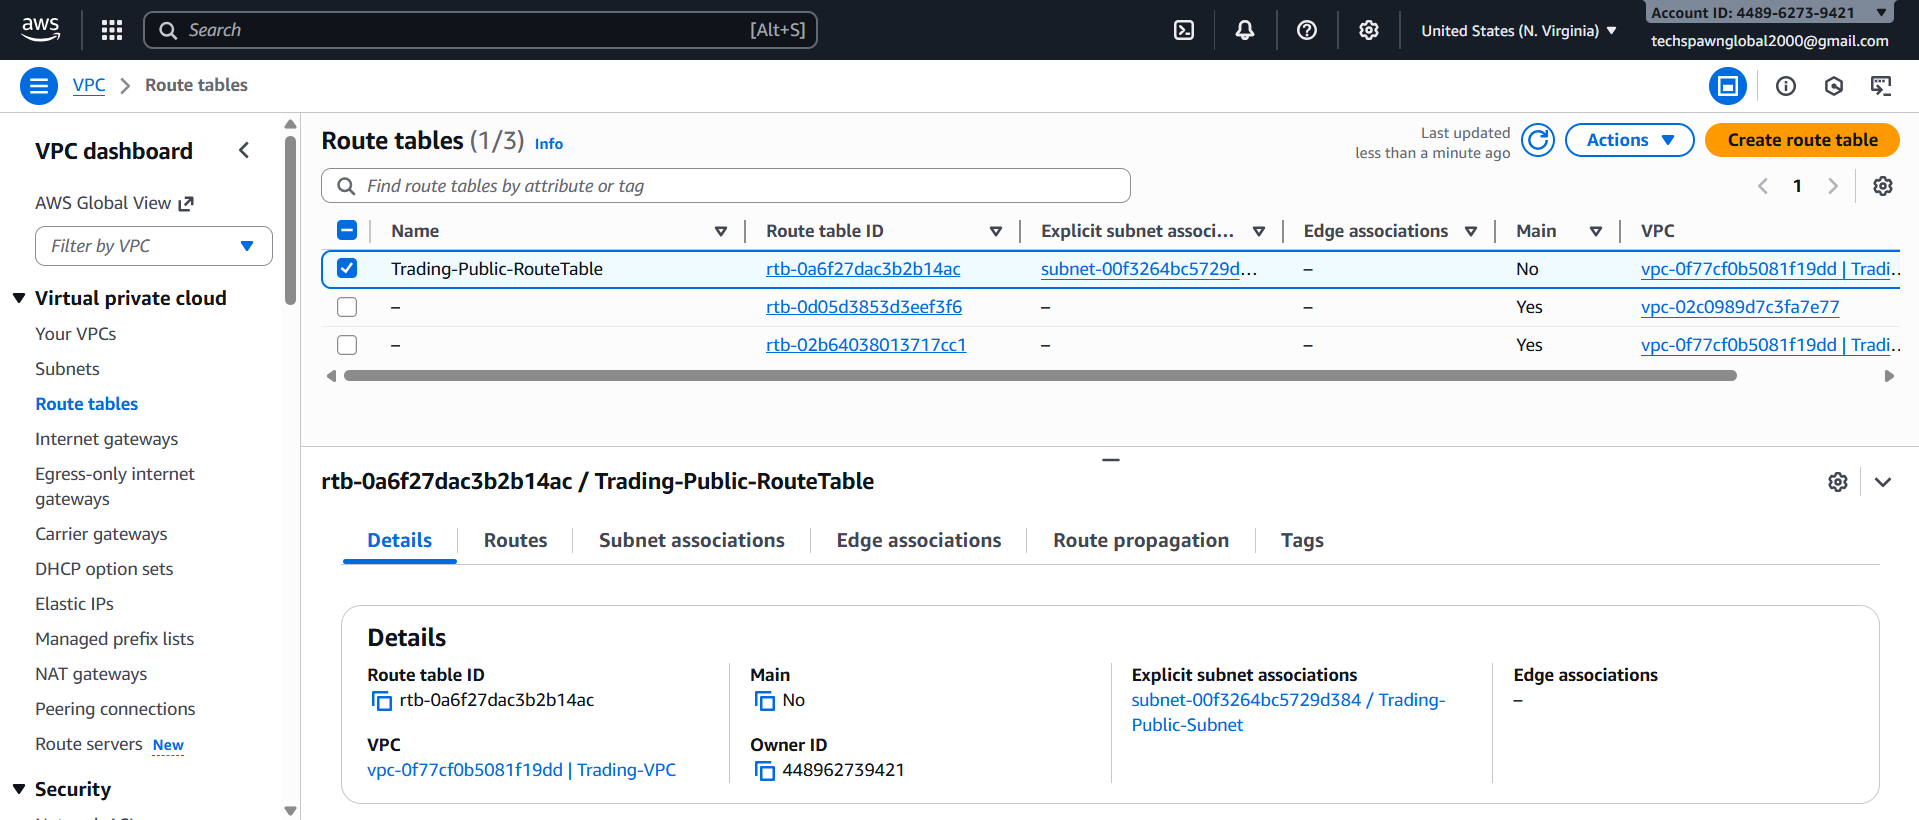 aws
Search
[Alt+S]
United States (N. Virginia)
Account ID: 4489-6273-9421
techspawnglobal2000@gmail.com
VPC
Route tables
VPC dashboard
AWS Global View
Filter by VPC
Virtual private cloud
Your VPCs
Subnets
Route tables
Internet gateways
Egress-only internet
gateways
Carrier gateways
DHCP option sets
Elastic IPs
Managed prefix lists
NAT gateways
Peering connections
Route servers New
Security
Route tables (1/3) Info
Last updated
less than a minute ago
Actions
Create route table
Find route tables by attribute or tag
1
Name Route table ID Explicit subnet associ... Edge associations Main VPC
Trading-Public-RouteTable rtb-0a6f27dac3b2b14ac subnet-00f3264bc5729d... – No vpc-0f77cf0b5081f19dd | Tradi...
– rtb-0d05d3853d3eef3f6 – – Yes vpc-02c0989d7c3fa7e77
– rtb-02b64038013717cc1 – – Yes vpc-0f77cf0b5081f19dd | Tradi...
rtb-0a6f27dac3b2b14ac / Trading-Public-RouteTable
Details Routes Subnet associations Edge associations Route propagation Tags
Details
Route table ID
rtb-0a6f27dac3b2b14ac
VPC
vpc-0f77cf0b5081f19dd | Trading-VPC
Main
No
Owner ID
448962739421
Explicit subnet associations
subnet-00f3264bc5729d384 / Trading-
Public-Subnet
Edge associations
–